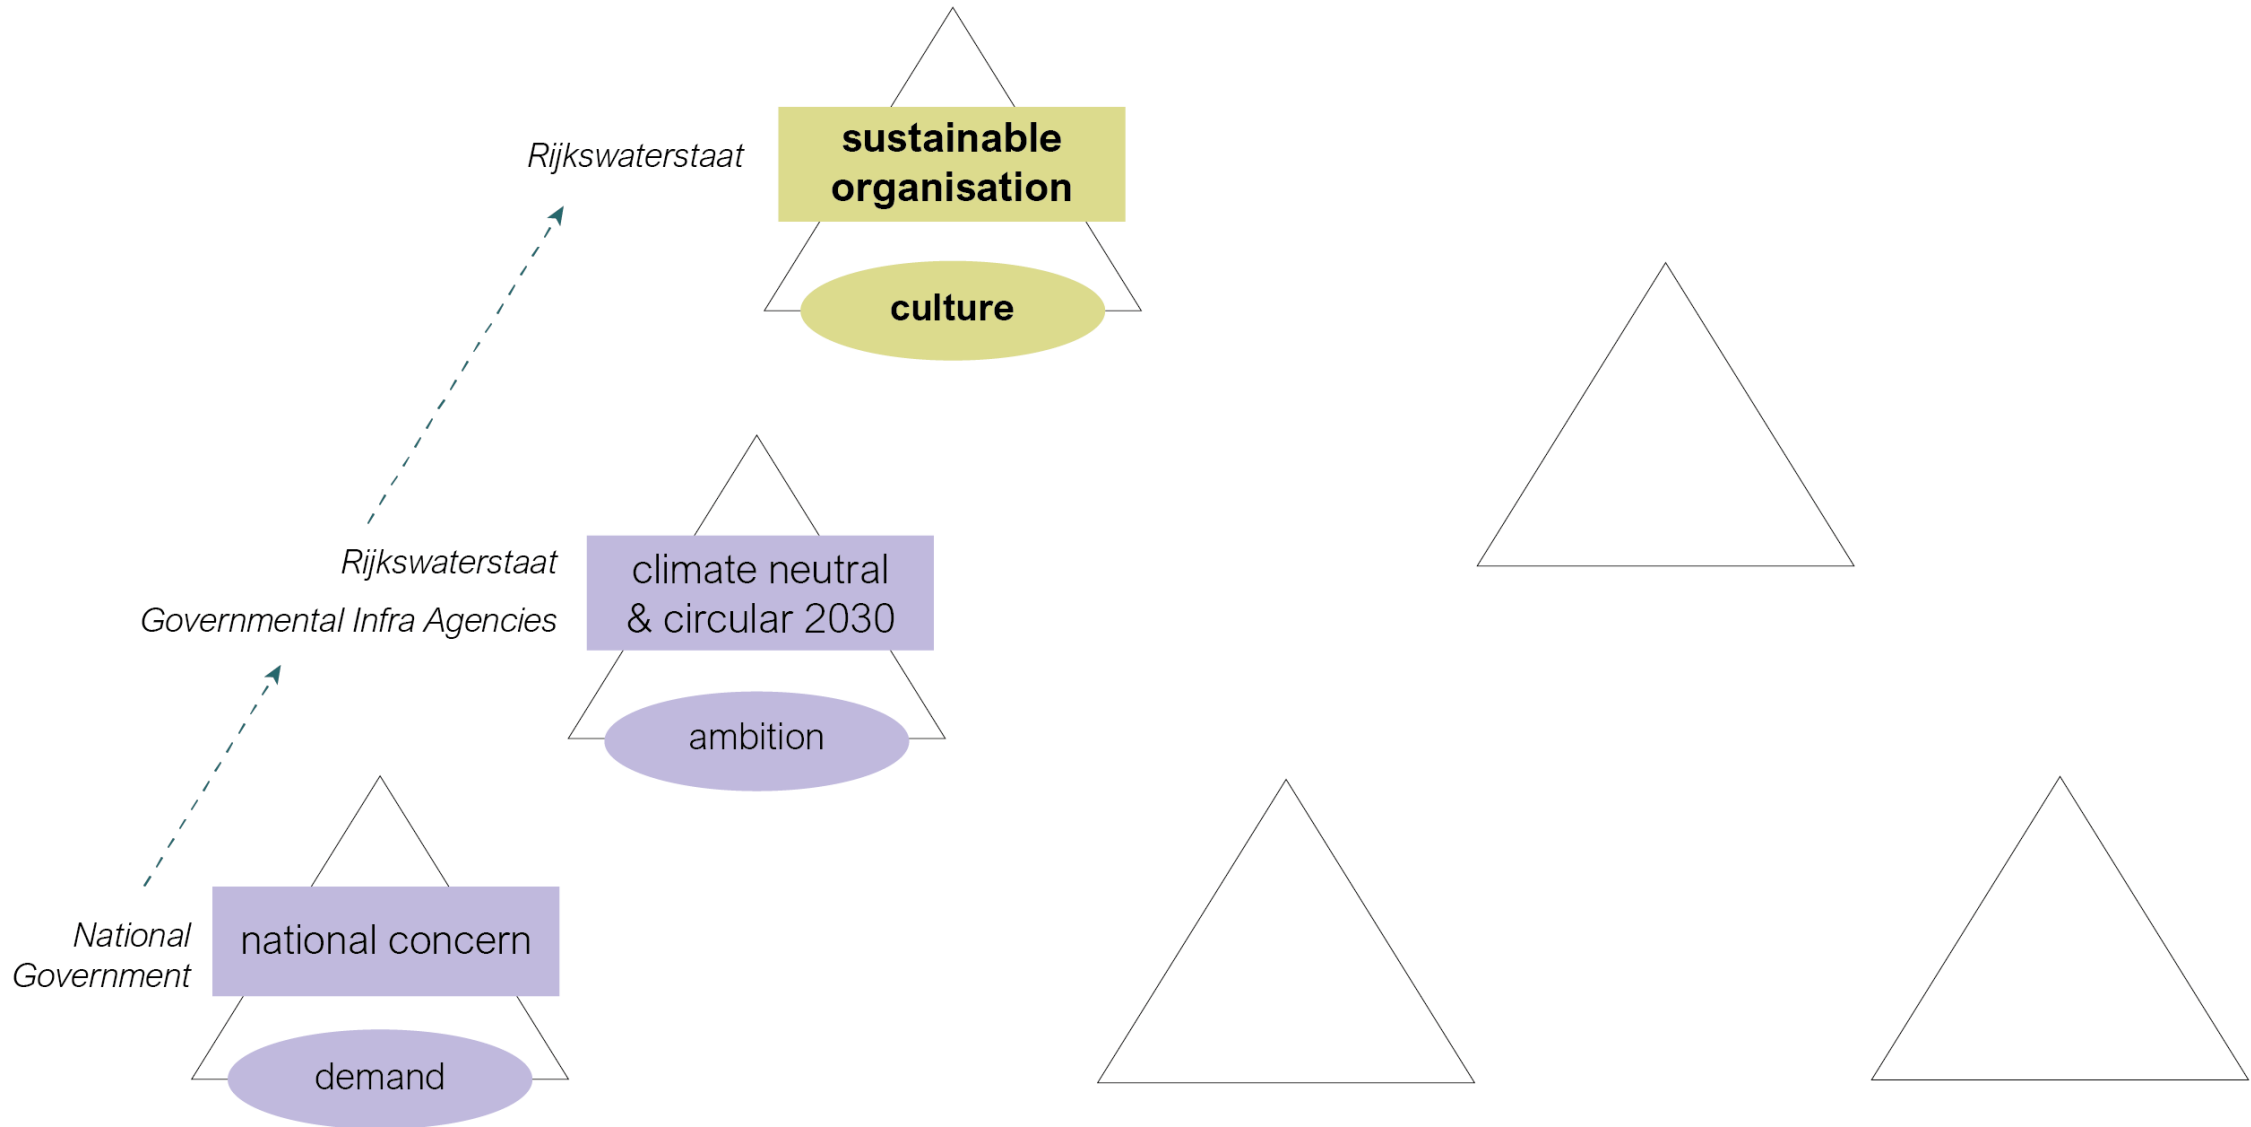 Rijkswaterstaat
sustainable
organisation
culture
Rijkswaterstaat
Governmental Infra Agencies
climate neutral
& circular 2030
ambition
National
Government
national concern
demand